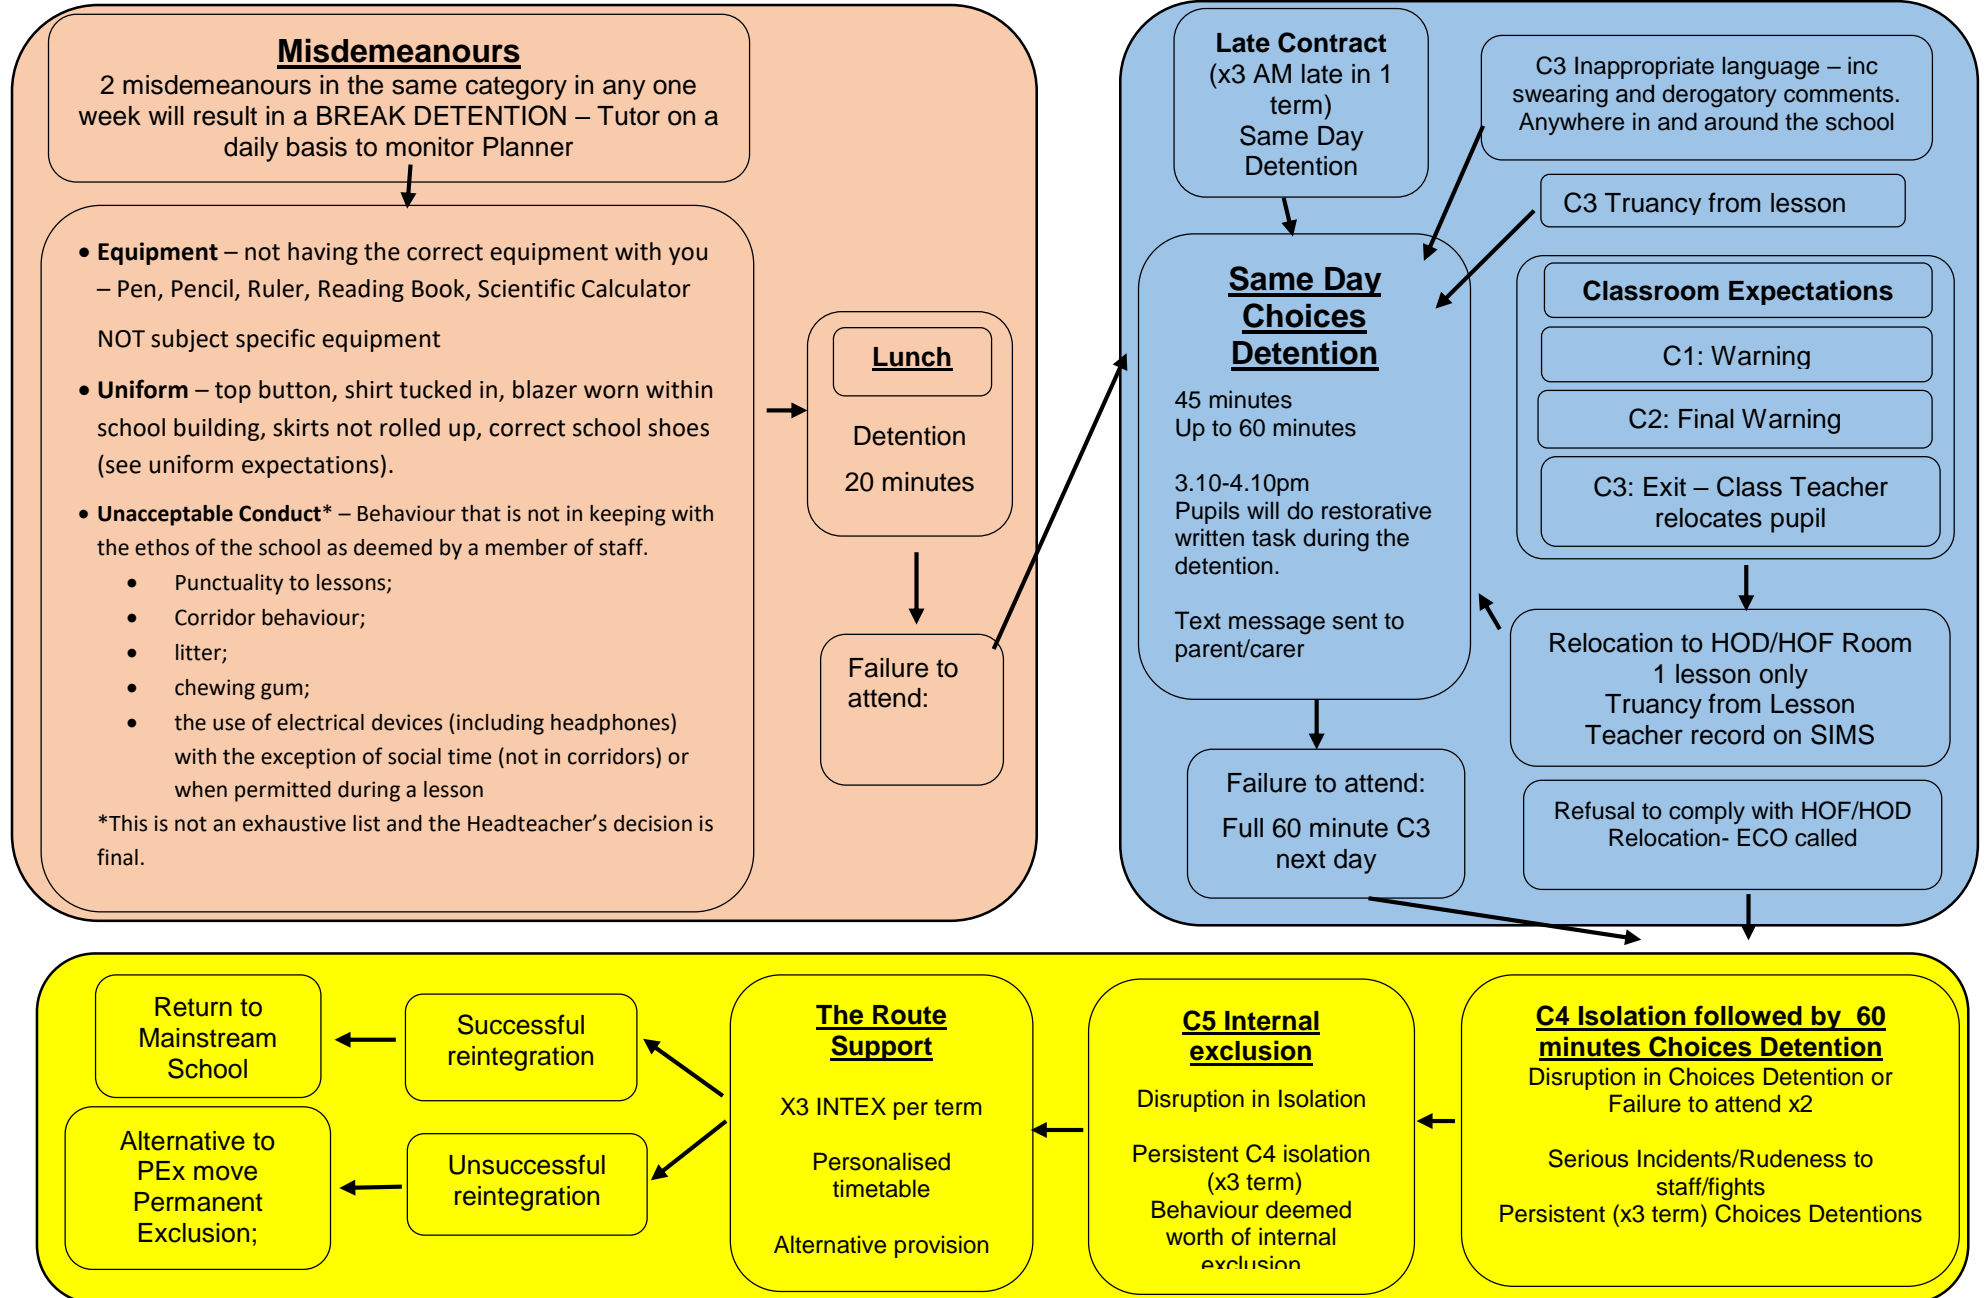 Misdemeanours
2 misdemeanours in the same category in any one
week will result in a BREAK DETENTION – Tutor on a
daily basis to monitor Planner
• Equipment – not having the correct equipment with you
– Pen, Pencil, Ruler, Reading Book, Scientific Calculator
NOT subject specific equipment
• Uniform – top button, shirt tucked in, blazer worn within
school building, skirts not rolled up, correct school shoes
(see uniform expectations).
• Unacceptable Conduct* – Behaviour that is not in keeping with
the ethos of the school as deemed by a member of staff.
• Punctuality to lessons;
• Corridor behaviour;
• litter;
• chewing gum;
• the use of electrical devices (including headphones)
with the exception of social time (not in corridors) or
when permitted during a lesson
*This is not an exhaustive list and the Headteacher’s decision is
final.
Lunch
Detention
20 minutes
Failure to
attend:
Late Contract
(x3 AM late in 1
term)
Same Day
Detention
C3 Inappropriate language – inc
swearing and derogatory comments.
Anywhere in and around the school
C3 Truancy from lesson
Same Day
Choices
Detention
45 minutes
Up to 60 minutes
3.10-4.10pm
Pupils will do restorative
written task during the
detention.
Text message sent to
parent/carer
Classroom Expectations
C1: Warning
C2: Final Warning
C3: Exit – Class Teacher
relocates pupil
Relocation to HOD/HOF Room
1 lesson only
Truancy from Lesson
Teacher record on SIMS
Failure to attend:
Full 60 minute C3
next day
Refusal to comply with HOF/HOD
Relocation- ECO called
Return to
Mainstream
School
Successful
reintegration
Alternative to
PEx move
Permanent
Exclusion;
Unsuccessful
reintegration
The Route
Support
X3 INTEX per term
Personalised
timetable
Alternative provision
C5 Internal
exclusion
Disruption in Isolation
Persistent C4 isolation
(x3 term)
Behaviour deemed
worth of internal
exclusion
C4 Isolation followed by 60
minutes Choices Detention
Disruption in Choices Detention or
Failure to attend x2
Serious Incidents/Rudeness to
staff/fights
Persistent (x3 term) Choices Detentions